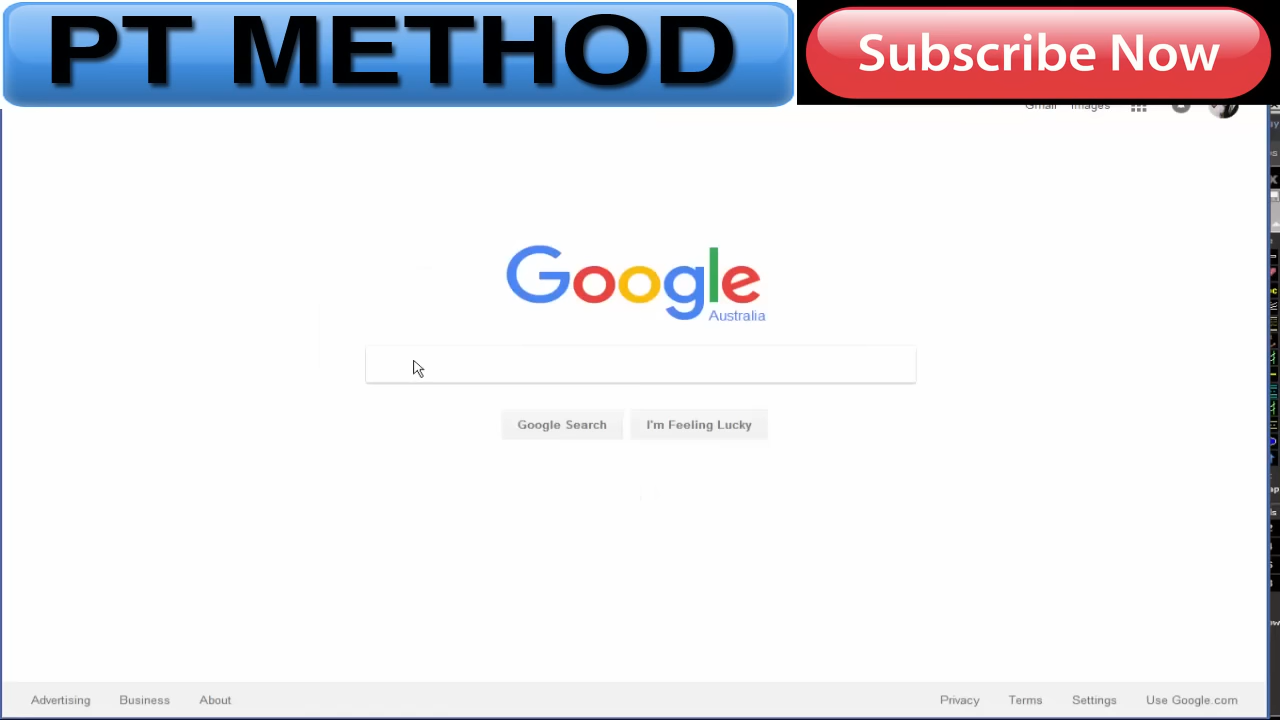 PT METHOD
Subscribe Now
Gmail Images
Google
Australia
Google Search I'm Feeling Lucky
Advertising Business About Privacy Terms Settings Use Google.com